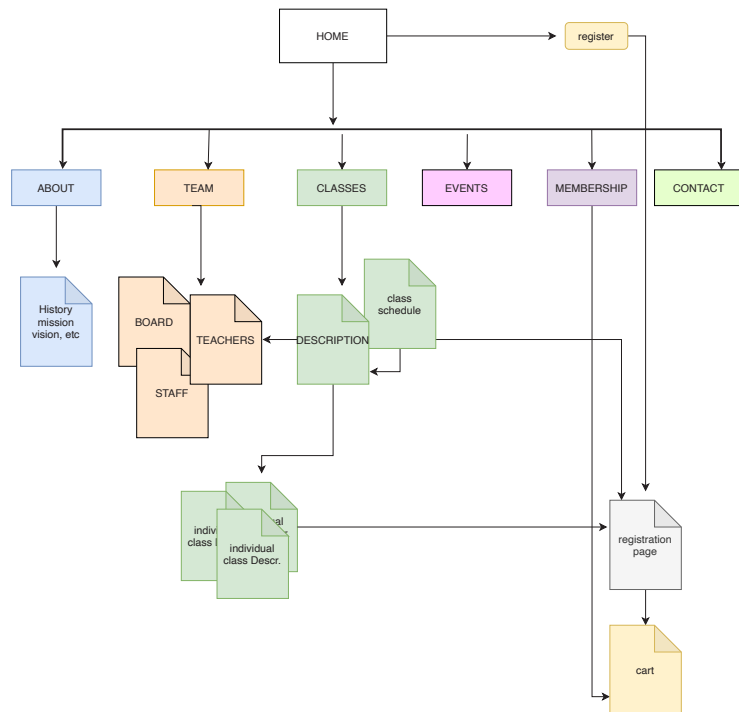 HOME
register
ABOUT
TEAM
CLASSES
EVENTS
MEMBERSHIP
CONTACT
History
mission
vision, etc
BOARD
TEACHERS
STAFF
DESCRIPTION
class
schedule
individual
class Descr.
registration
page
cart